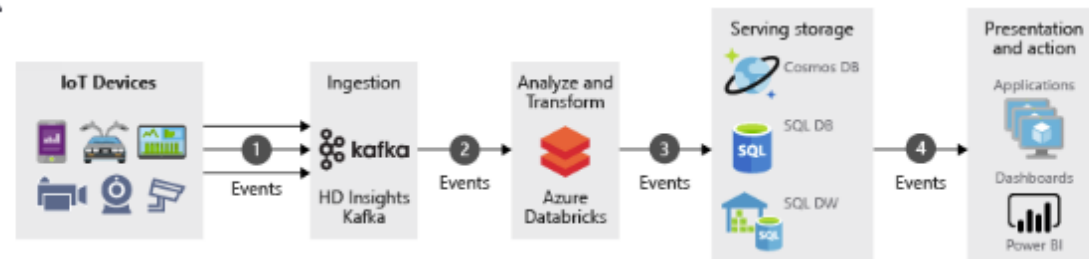 IoT Devices
1
Events
Ingestion
kafka
HD Insights
Kafka
2
Events
Analyze and
Transform
Azure
Databricks
3
Events
Serving storage
Cosmos DB
SQL DB
SQL
SQL DW
SQL
4
Events
Presentation
and action
Applications
Dashboards
Power BI